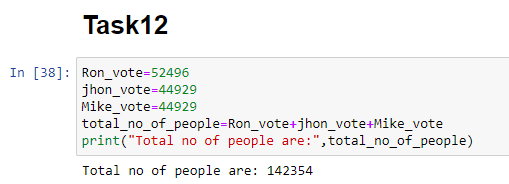 Task12
In [38]: Ron_vote=52496
jhon_vote=44929
Mike_vote=44929
total_no_of_people=Ron_vote+jhon_vote+Mike_vote
print("Total no of people are:",total_no_of_people)
Total no of people are: 142354